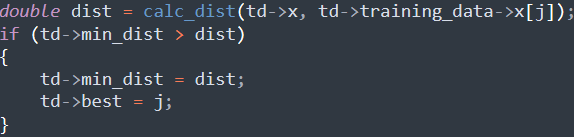 double dist = calc_dist(td->x, td->training_data->x[j]);
if (td->min_dist > dist)
{
    td->min_dist = dist;
    td->best = j;
}